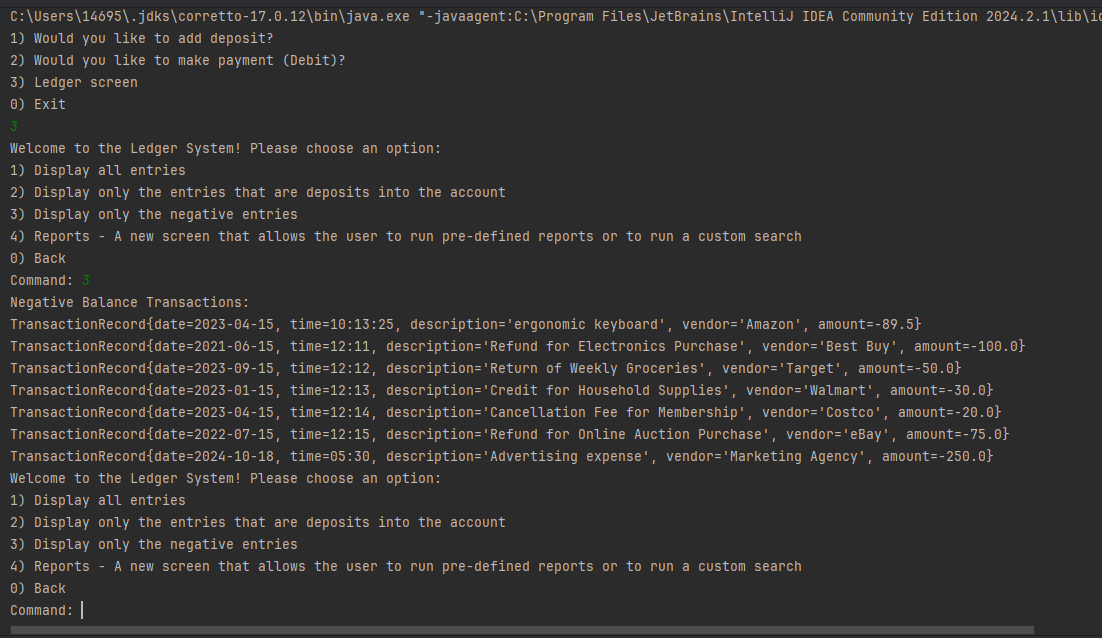 C:\Users\14695\.jdks\corretto-17.0.12\bin\java.exe "-javaagent:C:\Program Files\JetBrains\IntelliJ IDEA Community Edition 2024.2.1\lib\
1) Would you like to add deposit?
2) Would you like to make payment (Debit)?
3) Ledger screen
0) Exit
3
Welcome to the Ledger System! Please choose an option:
1) Display all entries
2) Display only the entries that are deposits into the account
3) Display only the negative entries
4) Reports - A new screen that allows the user to run pre-defined reports or to run a custom search
0) Back
Command: 3
Negative Balance Transactions:
TransactionRecord{date=2023-04-15, time=10:13:25, description='ergonomic keyboard', vendor='Amazon', amount=-89.5}
TransactionRecord{date=2021-06-15, time=12:11, description='Refund for Electronics Purchase', vendor='Best Buy', amount=-100.0}
TransactionRecord{date=2023-09-15, time=12:12, description='Return of Weekly Groceries', vendor='Target', amount=-50.0}
TransactionRecord{date=2023-01-15, time=12:13, description='Credit for Household Supplies', vendor='Walmart', amount=-30.0}
TransactionRecord{date=2023-04-15, time=12:14, description='Cancellation Fee for Membership', vendor='Costco', amount=-20.0}
TransactionRecord{date=2022-07-15, time=12:15, description='Refund for Online Auction Purchase', vendor='eBay', amount=-75.0}
TransactionRecord{date=2024-10-18, time=05:30, description='Advertising expense', vendor='Marketing Agency', amount=-250.0}
Welcome to the Ledger System! Please choose an option:
1) Display all entries
2) Display only the entries that are deposits into the account
3) Display only the negative entries
4) Reports - A new screen that allows the user to run pre-defined reports or to run a custom search
0) Back
Command: